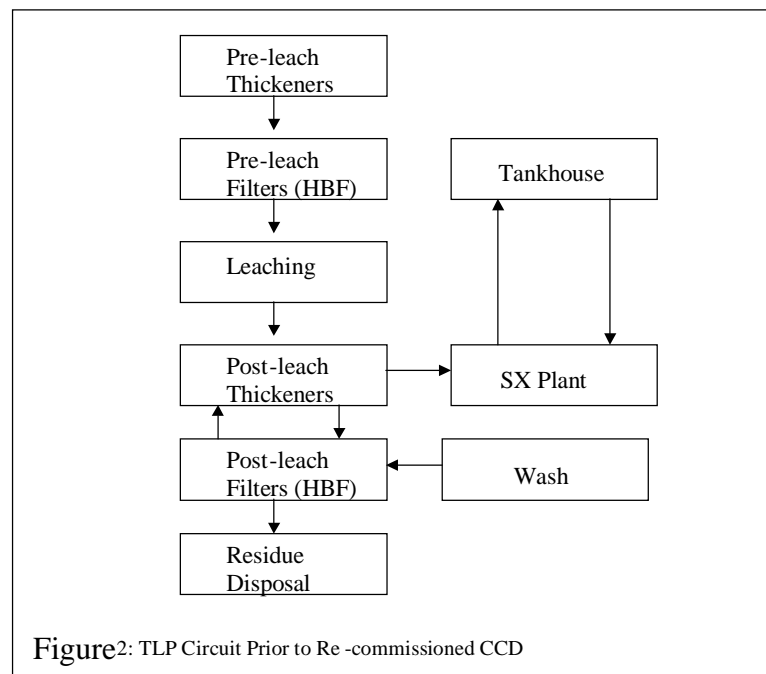 Pre-leach
Thickeners
Pre-leach
Filters (HBF)
Tankhouse
Leaching
Post-leach
Thickeners
SX Plant
Post-leach
Filters (HBF)
Wash
Residue
Disposal
Figure2: TLP Circuit Prior to Re -commissioned CCD